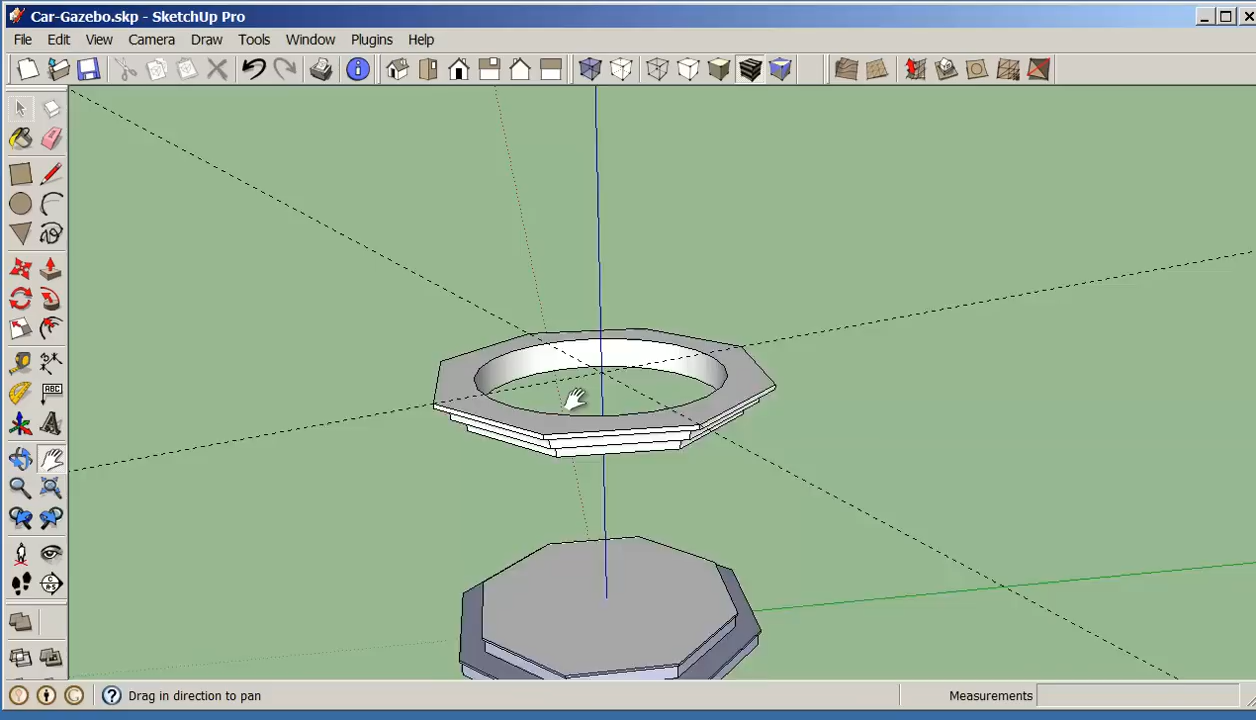 Car-Gazebo.skp - SketchUp Pro
File Edit View Camera Draw Tools Window Plugins Help
ABC
Drag in direction to pan
Measurements